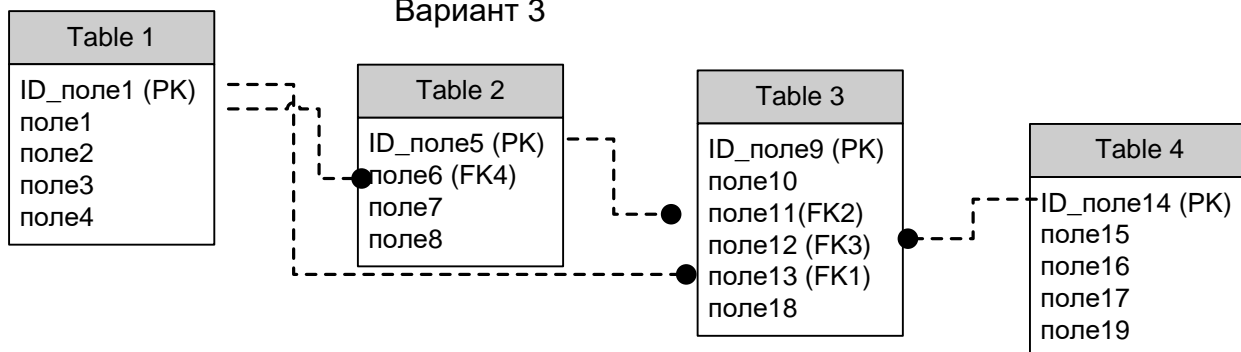 Вариант 3
Table 1
ID_поле1 (PK)
поле1
поле2
поле3
поле4
Table 2
ID_поле5 (PK)
поле6 (FK4)
поле7
поле8
Table 3
ID_поле9 (PK)
поле10
поле11(FK2)
поле12 (FK3)
поле13 (FK1)
поле18
Table 4
ID_поле14 (PK)
поле15
поле16
поле17
поле19